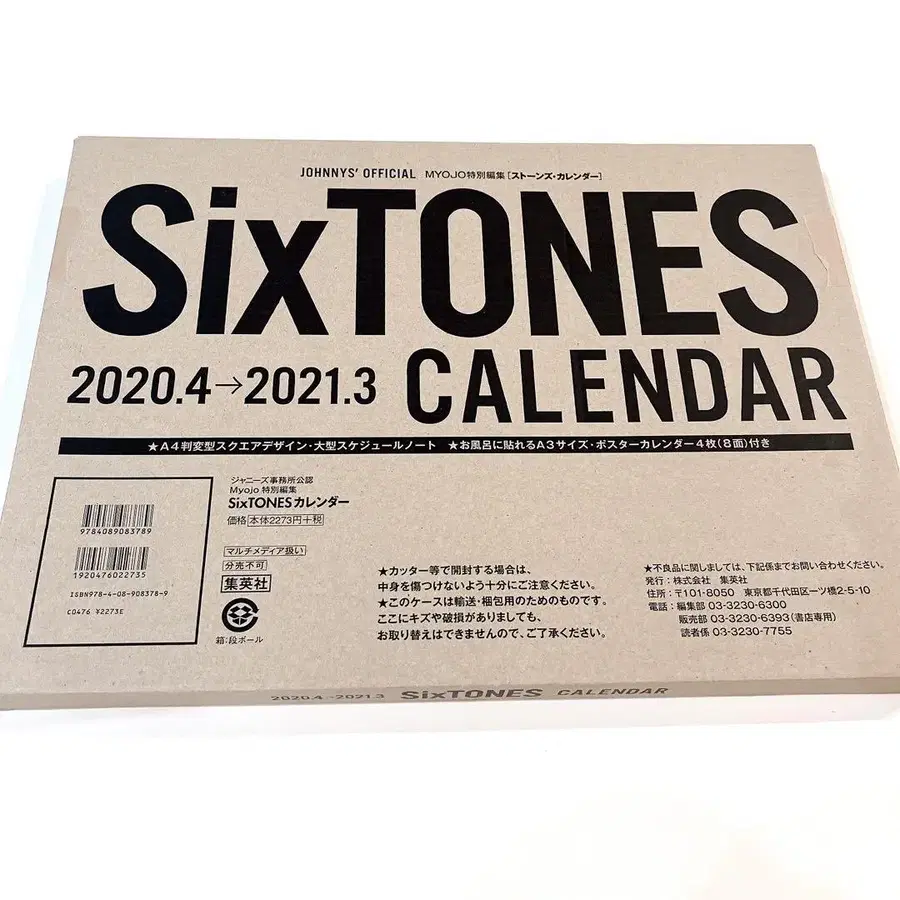 JOHNNYS' OFFICIAL MYOJO特別編集[ストーンズ・カレンダー]
SixTONES
2020.4→2021.3 CALENDAR
★A4判変型スクエアデザイン・大型スケジュールノート ★お風呂に貼れるA3サイズ・ポスターカレンダー4枚(8面)付き
9784089083789
1920476022735
ISBN978-4-08-908378-9
C0476 ¥2273E
ジャニーズ事務所公認
Myojo特別編集
SixTONESカレンダー
価格 本体2273円+税
マルチメディア扱い
分売不可
集英社
箱:段ボール
★カッター等で開封する場合は、
中身を傷つけないよう十分にご注意ください。
★このケースは輸送・梱包用のためのものです。
ここにキズや破損がありましても、
お取り替えはできませんので、ご了承ください。
★不良品に関しましては、下記係までお問い合わせください。
発行:株式会社 集英社
住所:〒101-8050 東京都千代田区一ツ橋2-5-10
電話:編集部 03-3230-6300
販売部 03-3230-6393(書店専用)
読者係 03-3230-7755
2020.4→2021.3 SixTONES CALENDAR